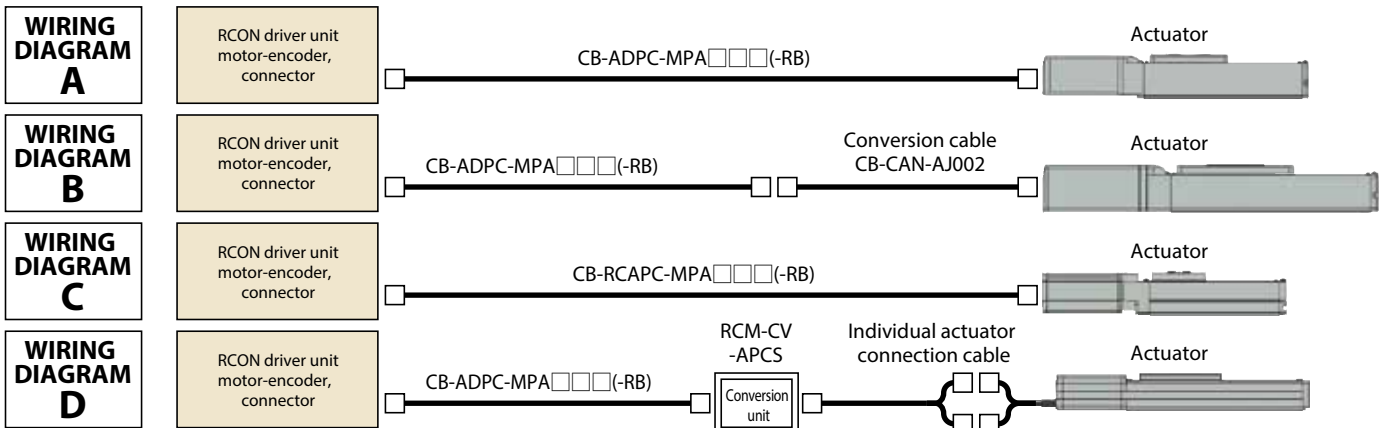 WIRING
DIAGRAM
A
RCON driver unit
motor-encoder,
connector
CB-ADPC-MPA□□□(-RB)
Actuator
WIRING
DIAGRAM
B
RCON driver unit
motor-encoder,
connector
CB-ADPC-MPA□□□(-RB)
Conversion cable
CB-CAN-AJ002
Actuator
WIRING
DIAGRAM
C
RCON driver unit
motor-encoder,
connector
CB-RCAPC-MPA□□□(-RB)
Actuator
WIRING
DIAGRAM
D
RCON driver unit
motor-encoder,
connector
CB-ADPC-MPA□□□(-RB)
RCM-CV
-APCS
Conversion
unit
Individual actuator
connection cable
Actuator